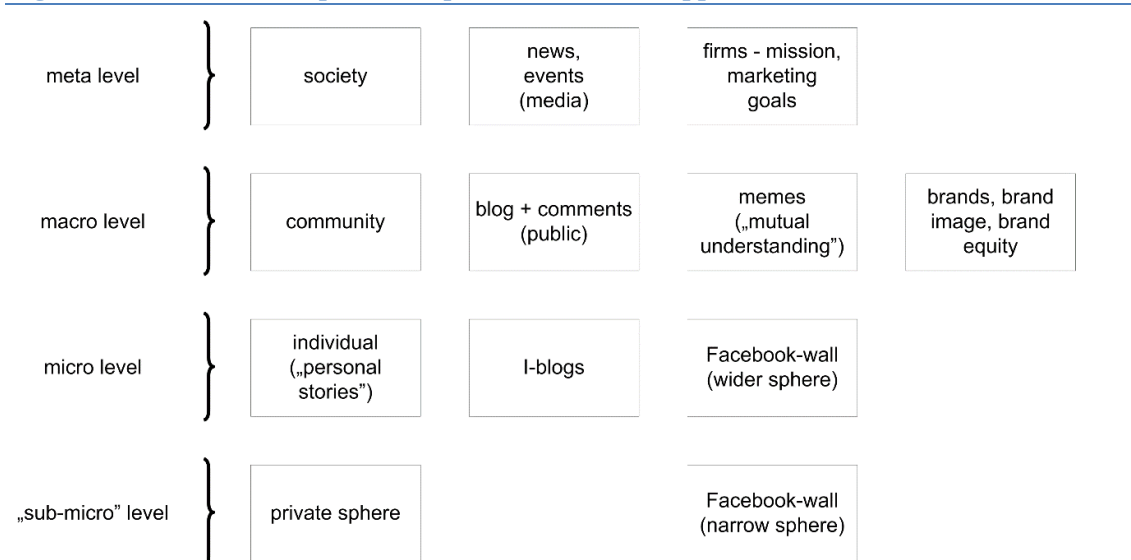 meta level
society
news,
events
(media)
firms - mission,
marketing
goals
macro level
community
blog + comments
(public)
memes
(„mutual
understanding”)
brands, brand
image, brand
equity
micro level
individual
(„personal
stories”)
I-blogs
Facebook-wall
(wider sphere)
„sub-micro” level
private sphere
Facebook-wall
(narrow sphere)